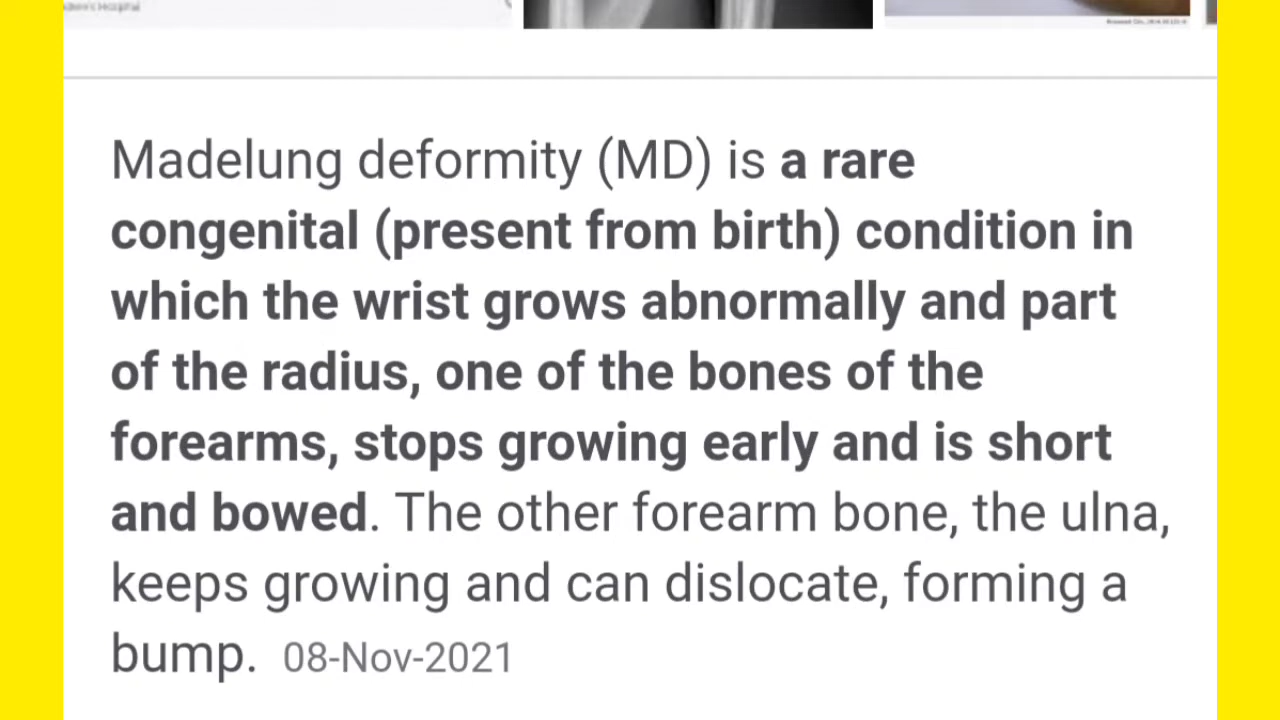 Madelung deformity (MD) is a rare
congenital (present from birth) condition in
which the wrist grows abnormally and part
of the radius, one of the bones of the
forearms, stops growing early and is short
and bowed. The other forearm bone, the ulna,
keeps growing and can dislocate, forming a
bump. 08-Nov-2021